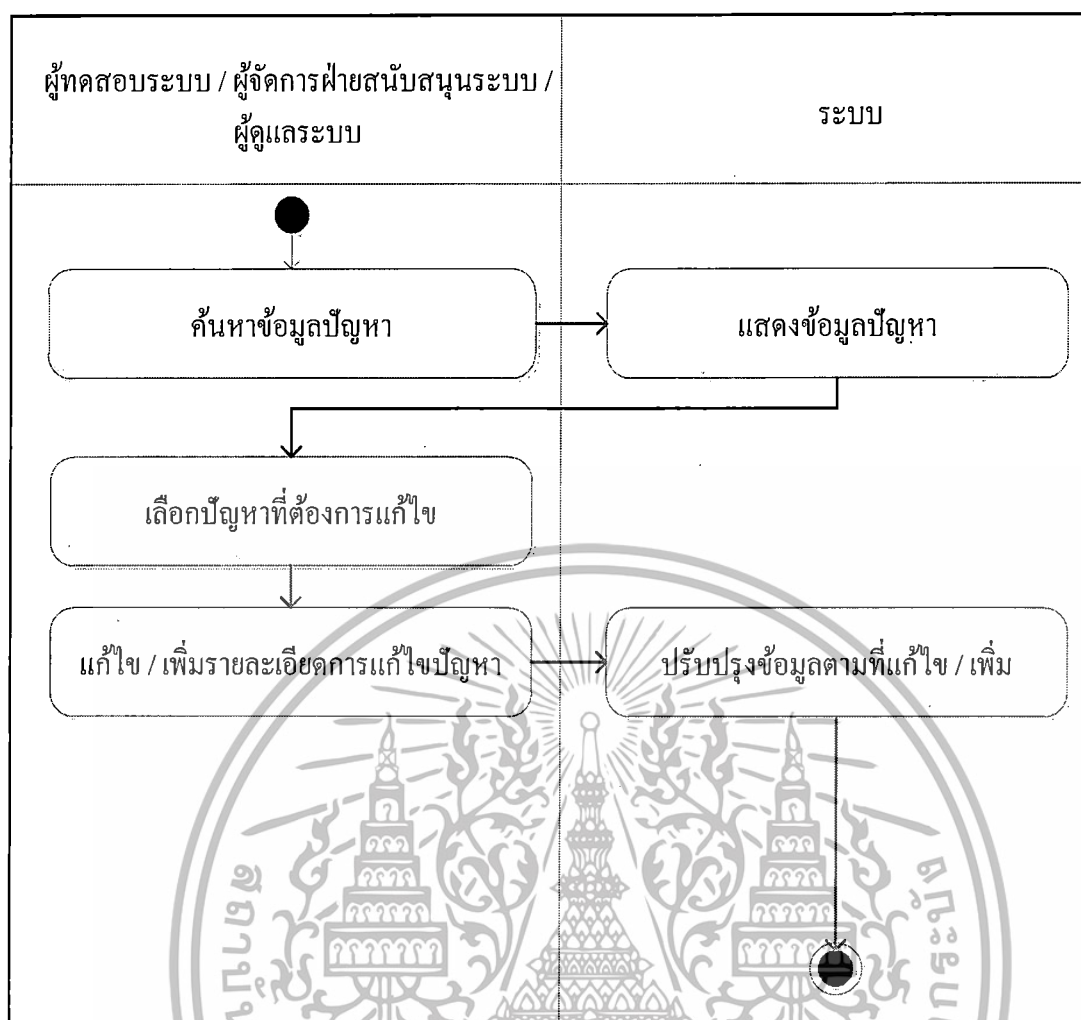 ผู้ทดสอบระบบ / ผู้จัดการฝ่ายสนับสนุนระบบ /
ผู้ดูแลระบบ
ระบบ
ค้นหาข้อมูลปัญหา
แสดงข้อมูลปัญหา
เลือกปัญหาที่ต้องการแก้ไข
แก้ไข / เพิ่มรายละเอียดการแก้ไขปัญหา
ปรับปรุงข้อมูลตามที่แก้ไข / เพิ่ม